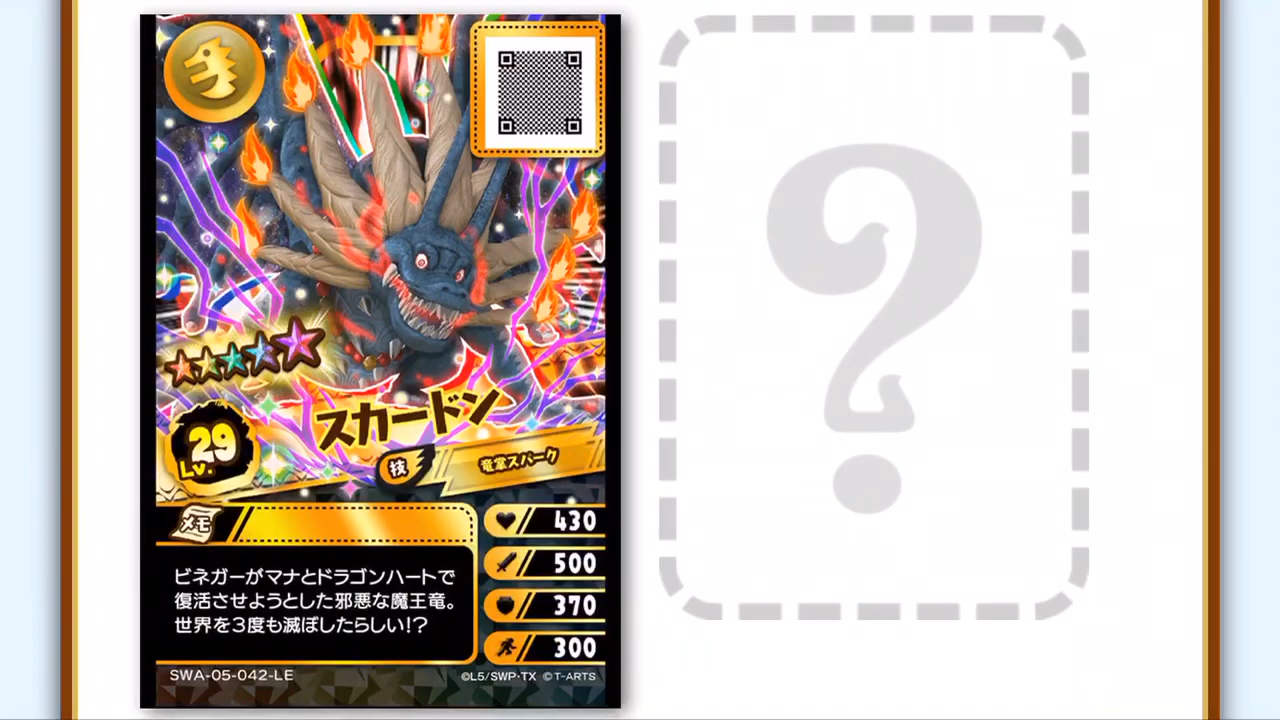 スカードン
29
Lv.
技
竜掌スパーク
メモ
430
500
370
300
ビネガーがマナとドラゴンハートで
復活させようとした邪悪な魔王竜。
世界を3度も滅ぼしたらしい!?
SWA-05-042-LE
©L5/SWP・TX ©T-ARTS
?